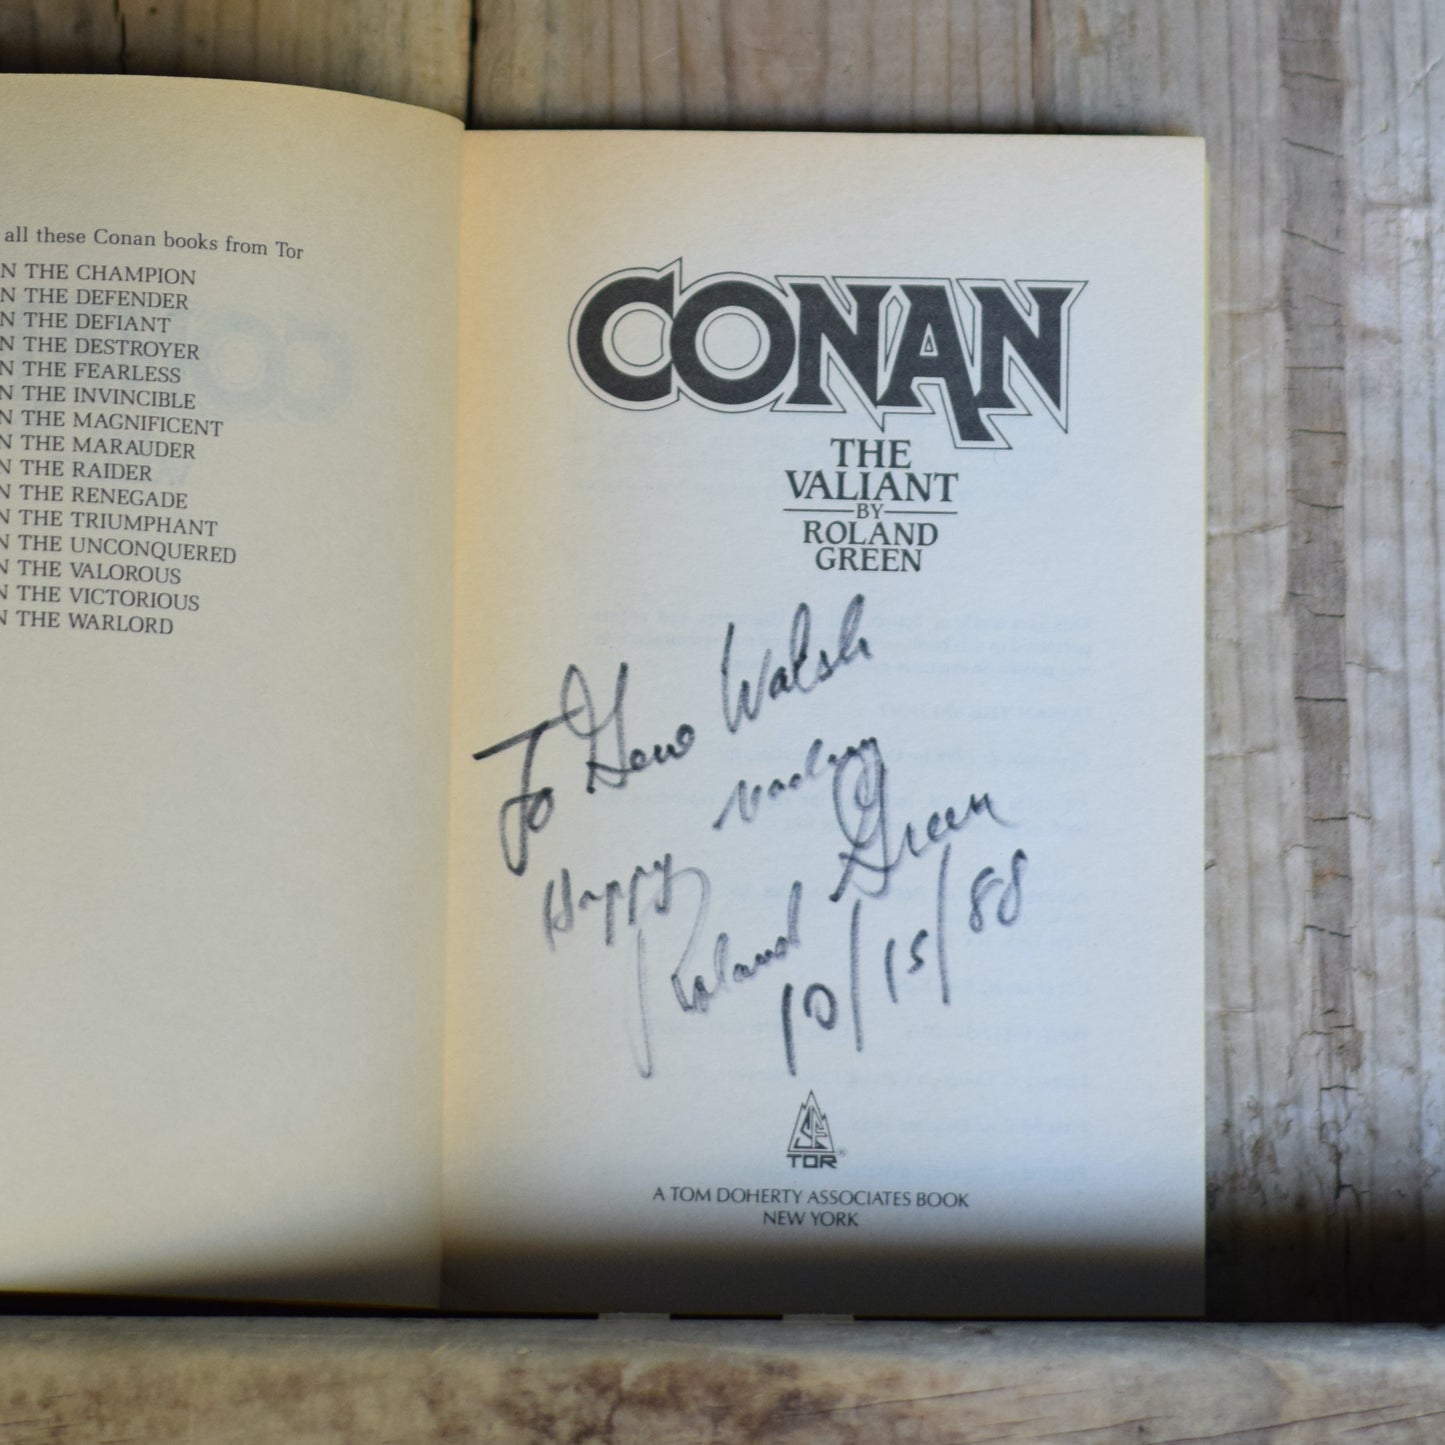 all these Conan books from Tor
N THE CHAMPION
N THE DEFENDER
N THE DEFIANT
N THE DESTROYER
N THE FEARLESS
N THE INVINCIBLE
N THE MAGNIFICENT
N THE MARAUDER
N THE RAIDER
N THE RENEGADE
N THE TRIUMPHANT
N THE UNCONQUERED
N THE VALOROUS
N THE VICTORIOUS
N THE WARLORD
CONAN
THE
VALIANT
BY
ROLAND
GREEN
To Gene Walsh
Happy reading
Roland Green
10/15/88
TOR®
A TOM DOHERTY ASSOCIATES BOOK
NEW YORK